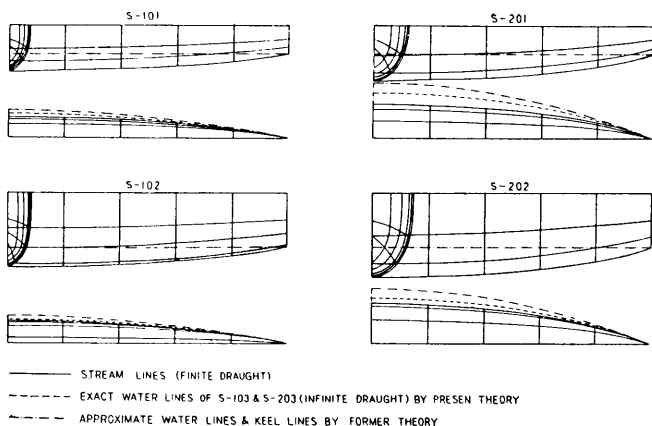 S-101
S-201
S-102
S-202
STREAM LINES (FINITE DRAUGHT)
EXACT WATER LINES OF S-103 & S-203 (INFINITE DRAUGHT) BY PRESEN THEORY
APPROXIMATE WATER LINES & KEEL LINES BY FORMER THEORY